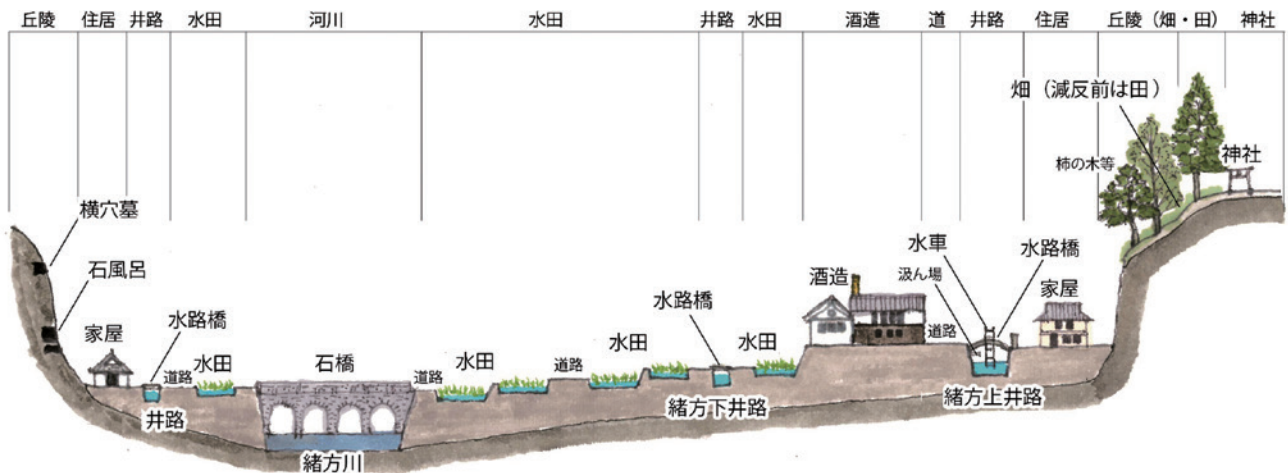 丘陵 住居 井路 水田 河川 水田 井路 水田 酒造 道 井路 住居 丘陵（畑・田） 神社
畑（減反前は田）
柿の木等
神社
横穴墓
石風呂
家屋
水路橋
道路
水田
石橋
道路
水田
道路
水田
水路橋
水田
酒造
道路
水車
汲ん場
水路橋
家屋
井路
緒方川
緒方下井路
緒方上井路